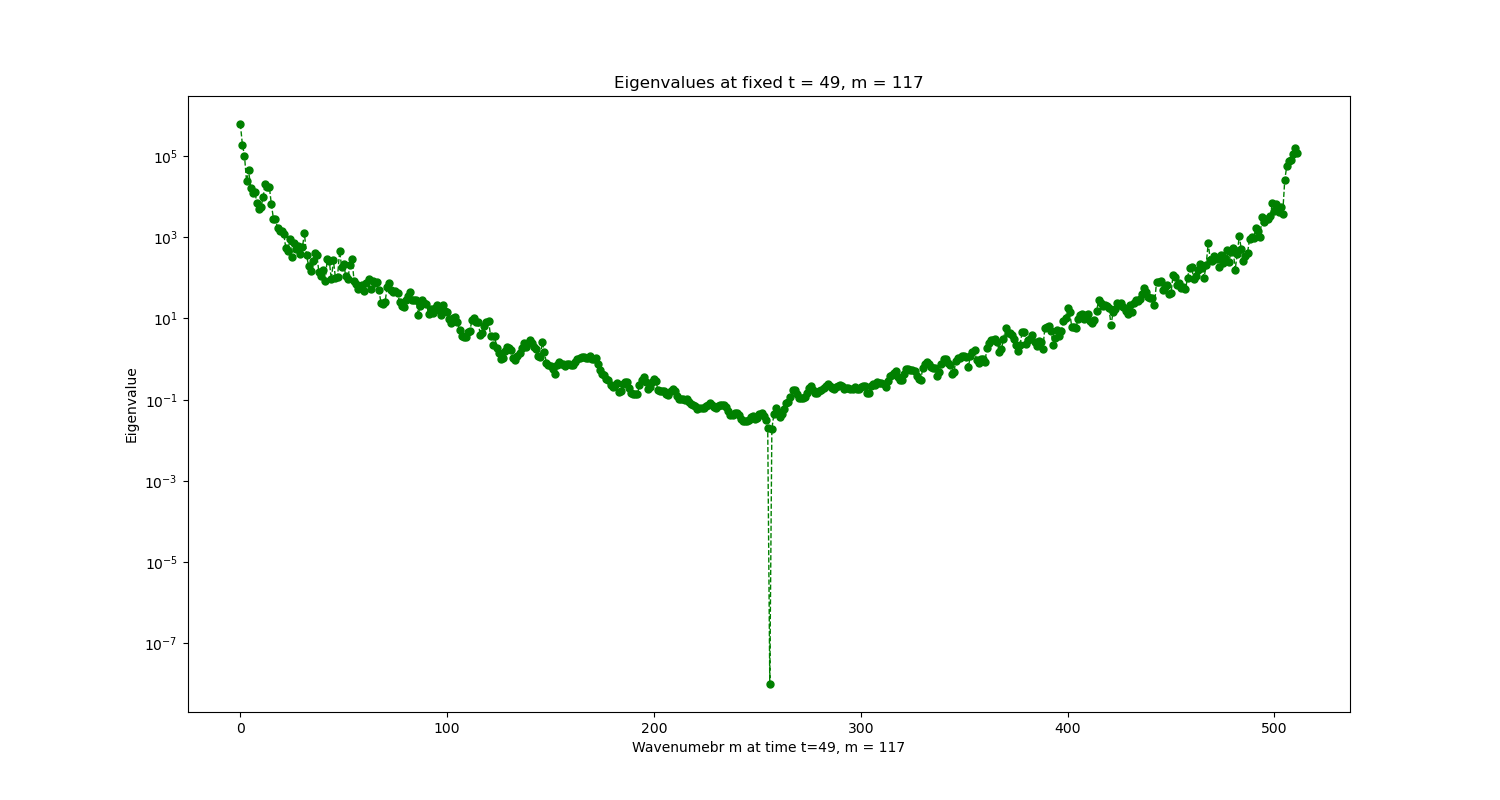 Eigenvalues at fixed t = 49, m = 117
Eigenvalue
10^5
10^3
10^1
10^-1
10^-3
10^-5
10^-7
0 100 200 300 400 500
Wavenumebr m at time t=49, m = 117